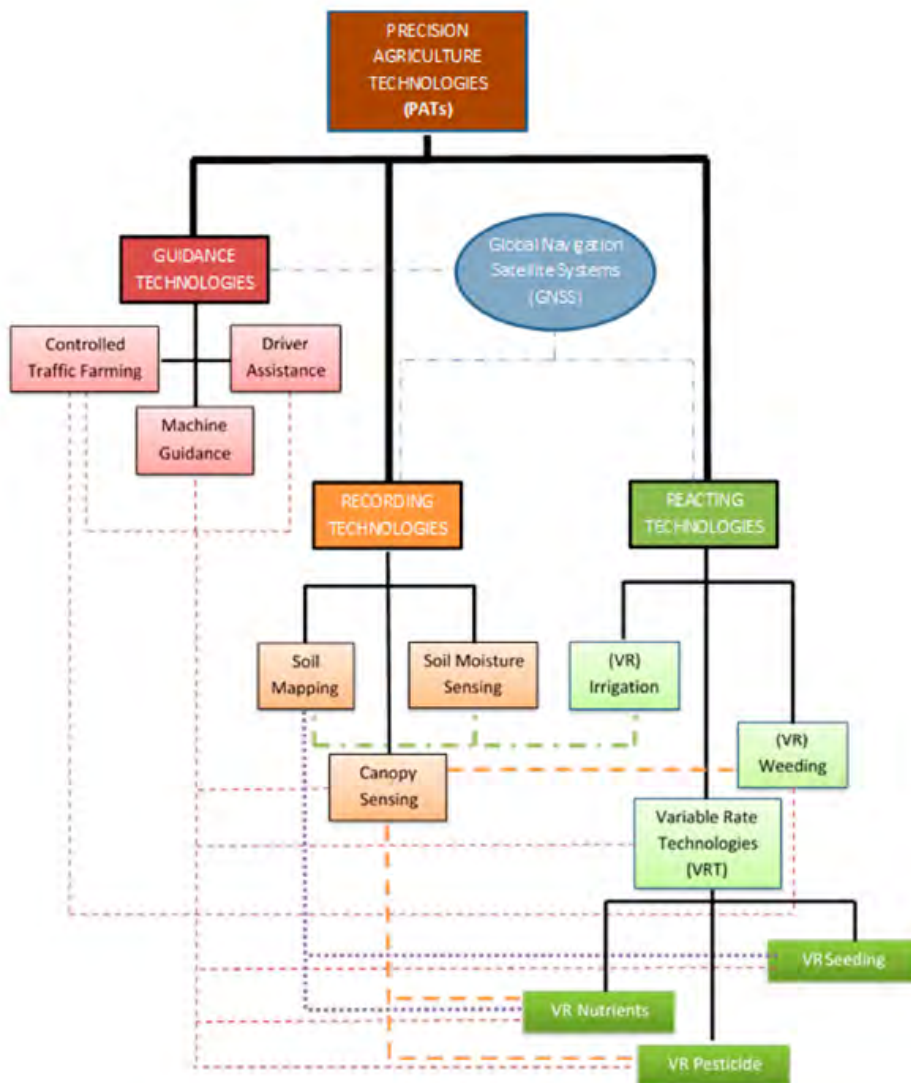 PRECISION
AGRICULTURE
TECHNOLOGIES
(PATs)
GUIDANCE
TECHNOLOGIES
Global Navigation
Satellite Systems
(GNSS)
Controlled
Traffic Farming
Driver
Assistance
Machine
Guidance
RECORDING
TECHNOLOGIES
REACTING
TECHNOLOGIES
Soil
Mapping
Soil Moisture
Sensing
(VR)
Irrigation
(VR)
Weeding
Canopy
Sensing
Variable Rate
Technologies
(VRT)
VR Seeding
VR Nutrients
VR Pesticide